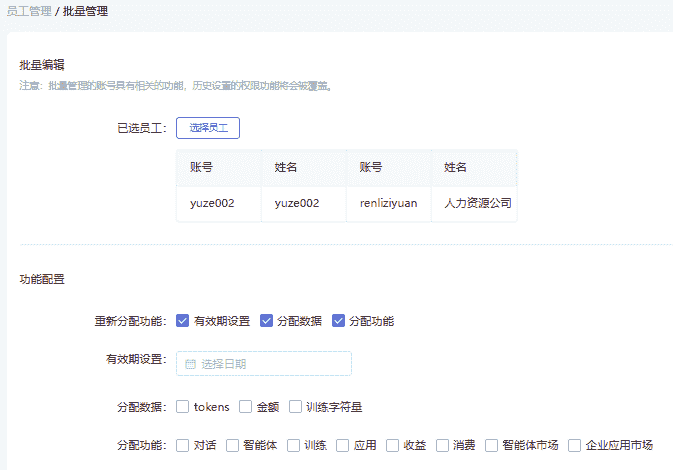 员工管理 / 批量管理
批量编辑
注意：批量管理的账号具有相关的功能，历史设置的权限功能将会被覆盖。
已选员工： 选择员工
账号 姓名 账号 姓名
yuze002 yuze002 renliziyuan 人力资源公司
功能配置
重新分配功能： 有效期设置 分配数据 分配功能
有效期设置： 选择日期
分配数据： tokens 金额 训练字符量
分配功能： 对话 智能体 训练 应用 收益 消费 智能体市场 企业应用市场